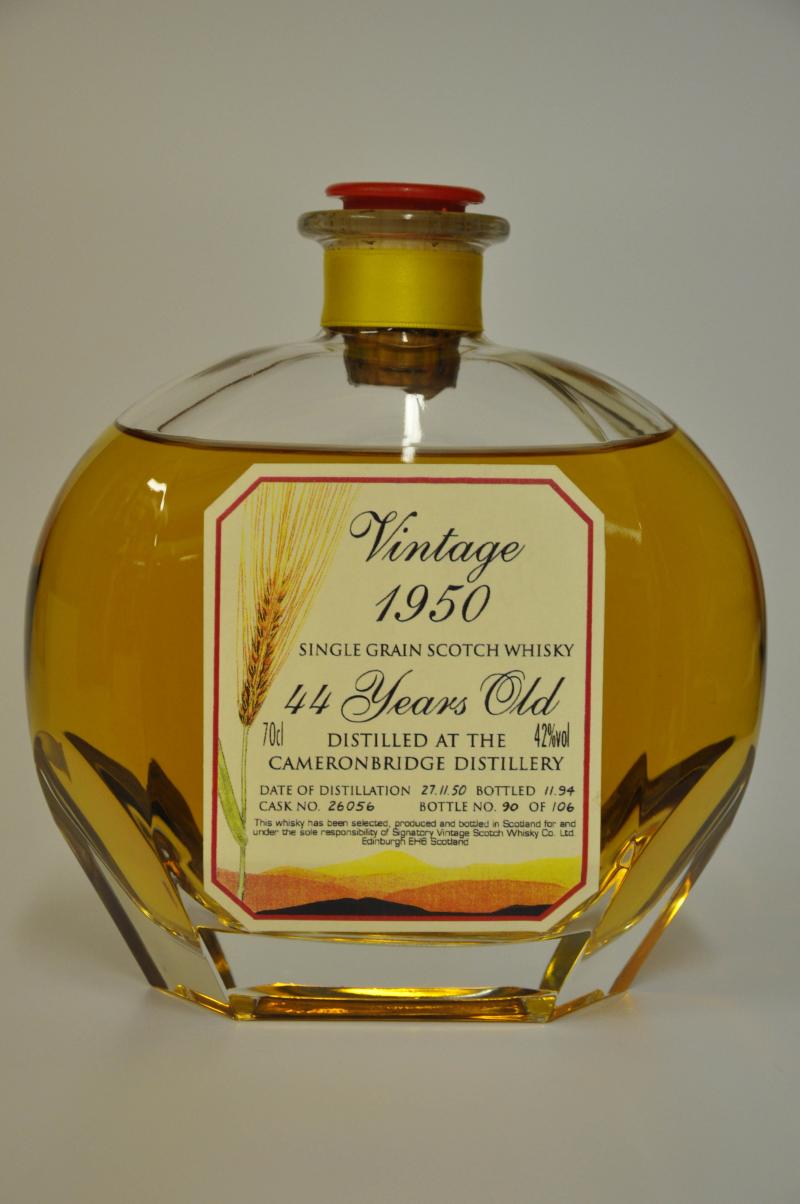 Vintage
1950
SINGLE GRAIN SCOTCH WHISKY
44 Years Old
70cl DISTILLED AT THE 42%vol
CAMERONBRIDGE DISTILLERY
DATE OF DISTILLATION 27.11.50 BOTTLED 11.94
CASK NO. 26056 BOTTLE NO. 90 OF 106
This whisky has been selected, produced and bottled in Scotland for and
under the sole responsibility of Signatory Vintage Scotch Whisky Co. Ltd.
Edinburgh EH6 Scotland